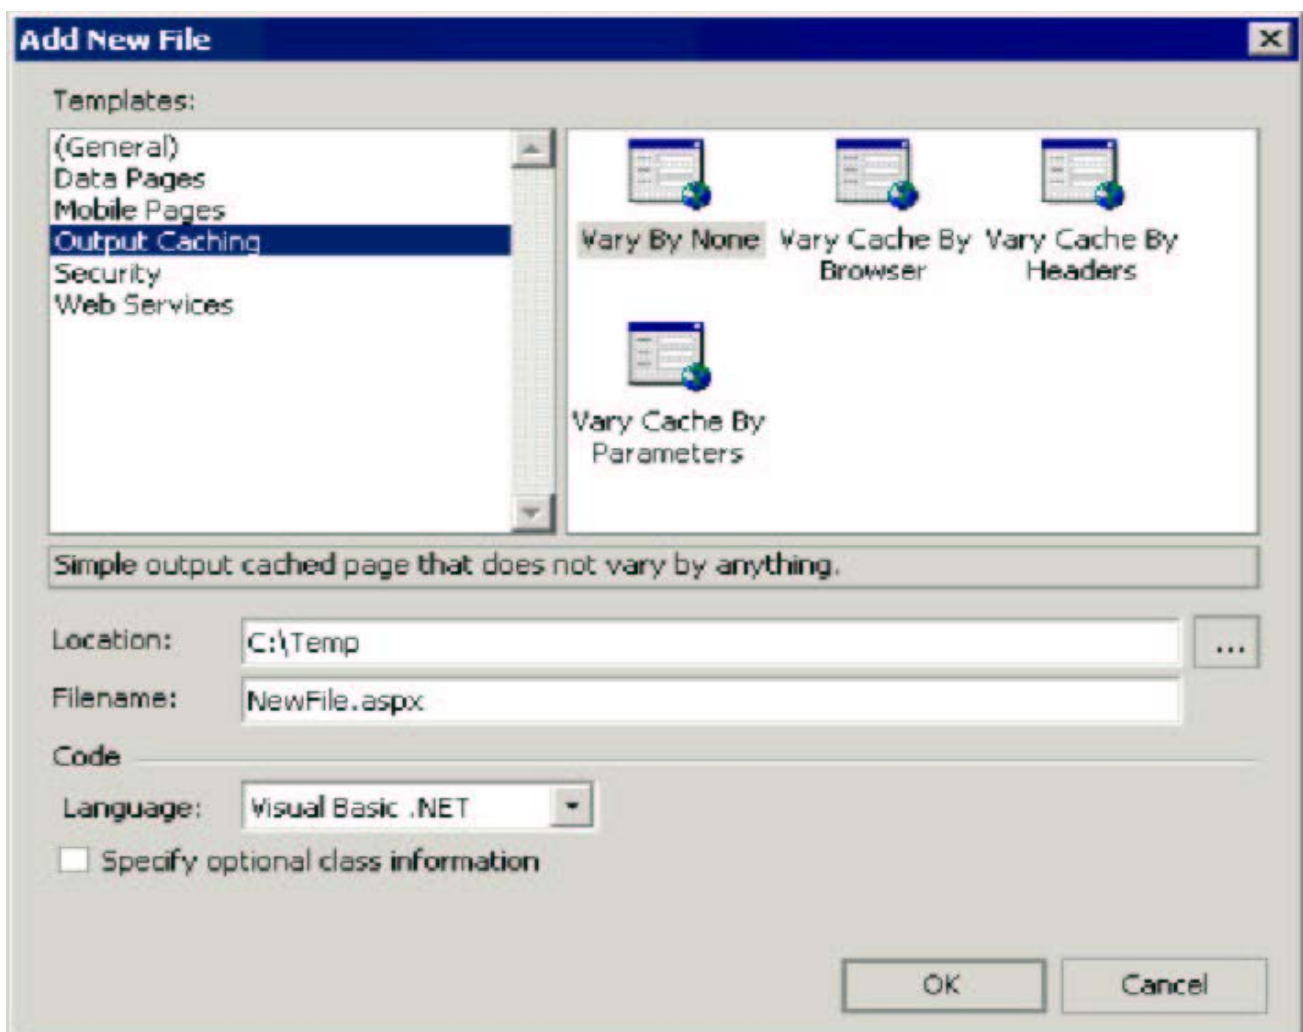 Add New File
Templates:
(General)
Data Pages
Mobile Pages
Output Caching
Security
Web Services
Vary By None
Vary Cache By
Browser
Vary Cache By
Headers
Vary Cache By
Parameters
Simple output cached page that does not vary by anything.
Location:
C:\Temp
...
Filename:
NewFile.aspx
Code
Language:
Visual Basic .NET
Specify optional class information
OK
Cancel